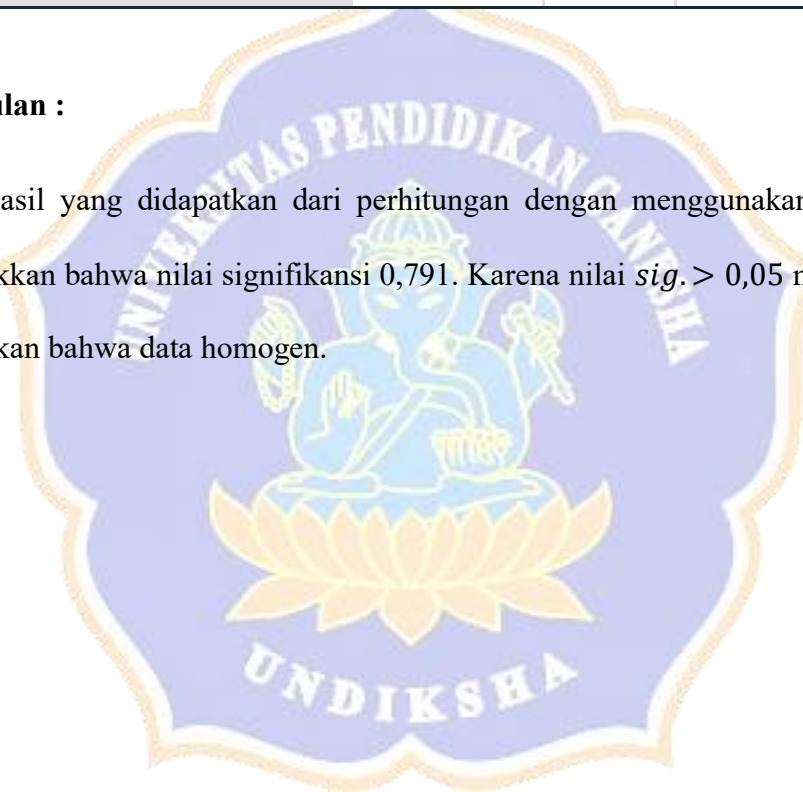 ulan :
UNIVERSITAS PENDIDIKAN GANESHA
asil yang didapatkan dari perhitungan dengan menggunakan
kkan bahwa nilai signifikansi 0,791. Karena nilai sig. > 0,05
kan bahwa data homogen.
UNDIKSHA